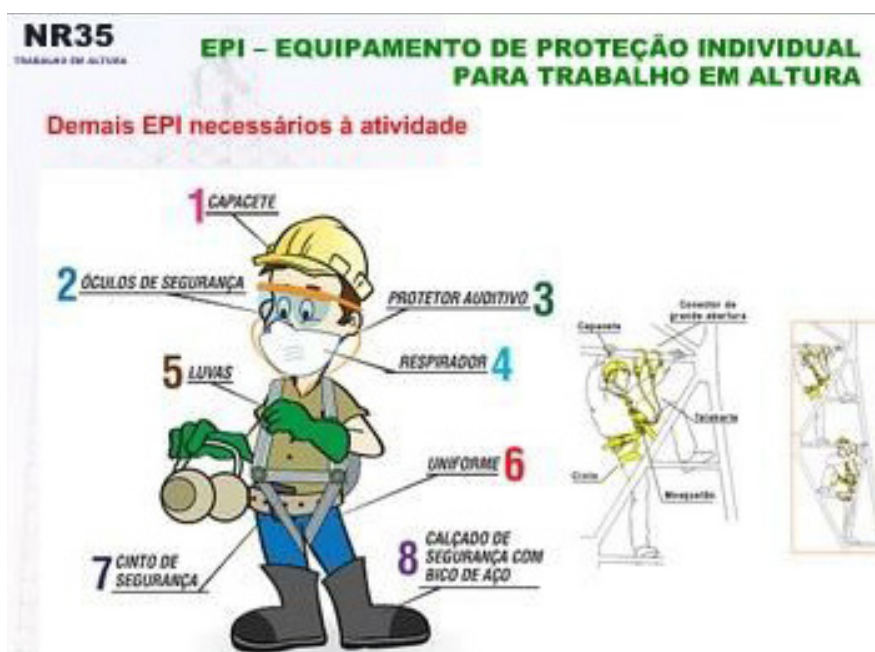 NR35
TRABALHO EM ALTURA
EPI – EQUIPAMENTO DE PROTEÇÃO INDIVIDUAL
PARA TRABALHO EM ALTURA
Demais EPI necessários à atividade
1 CAPACETE
2 ÓCULOS DE SEGURANÇA
PROTETOR AUDITIVO 3
RESPIRADOR 4
5 LUVAS
UNIFORME 6
7 CINTO DE
SEGURANÇA
8 CALÇADO DE
SEGURANÇA COM
BICO DE AÇO
Conector de
grande abertura
Capacete
Talabarte
Cinto
Mosquetão